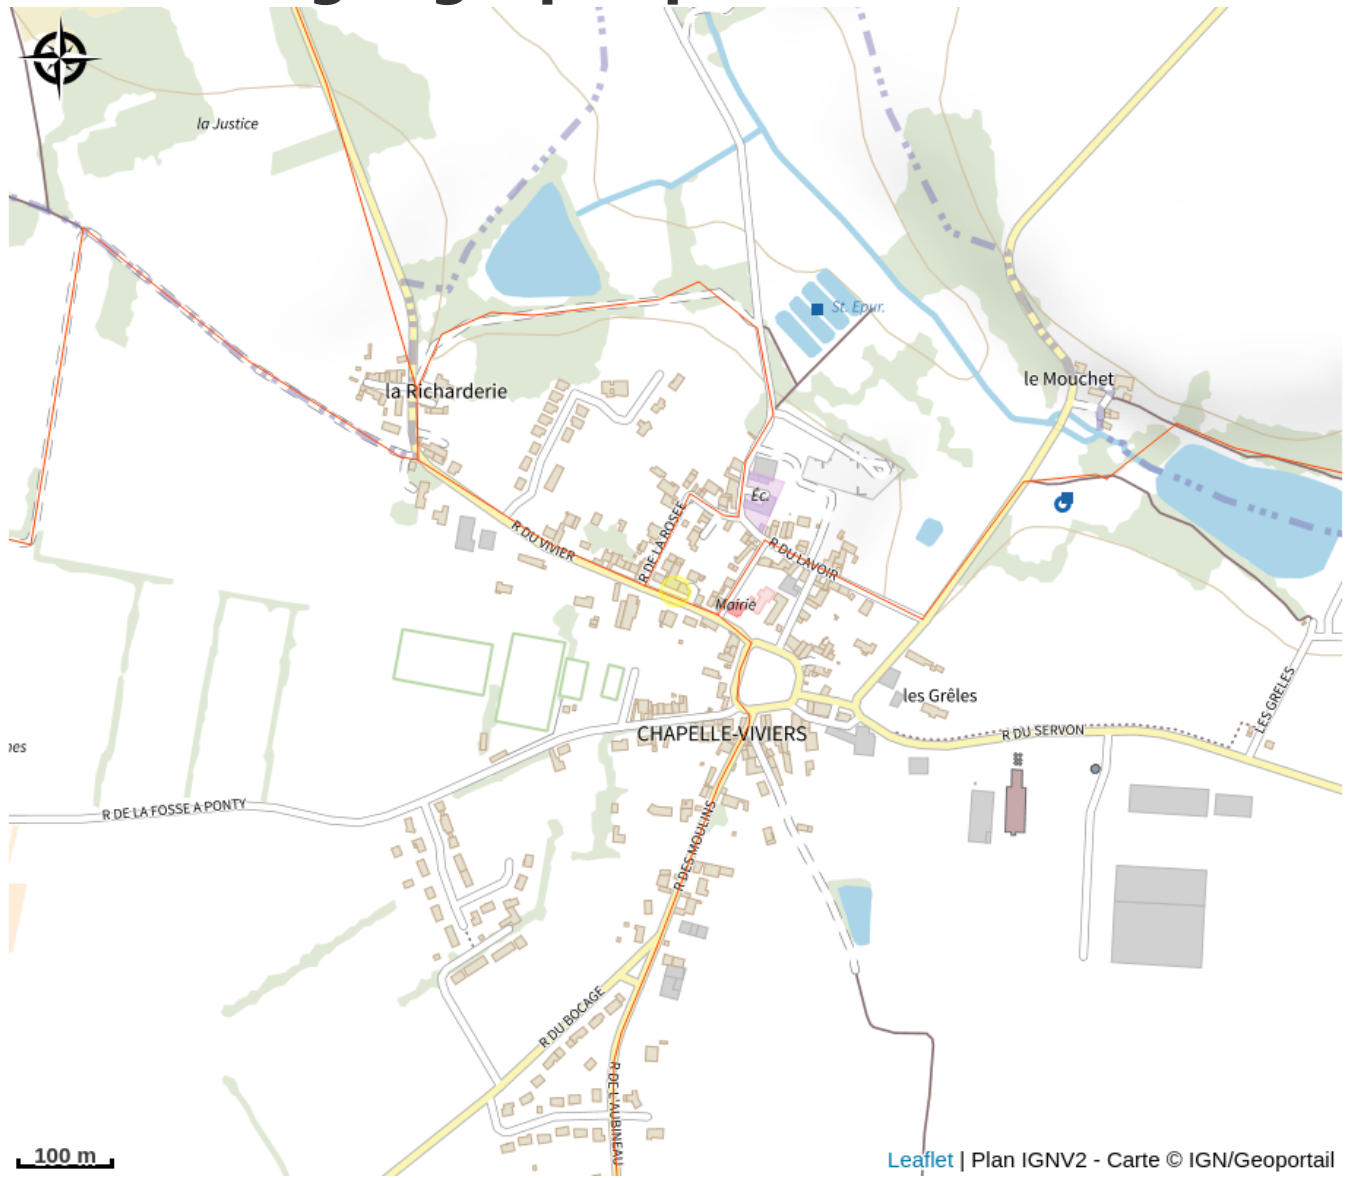 la Justice
St. Epur.
le Mouchet
la Richarderie
Éc.
R DE LA ROSEE
R DU VIVIER
R DU LAVOIR
Mairie
les Grêles
LES GRELES
CHAPELLE-VIVIERS
R DU SERVON
R DE LA FOSSE A PONTY
R DES MOULINS
R DU BOCAGE
R DE L'AUBINEAU
100 m
Leaflet | Plan IGNV2 - Carte © IGN/Geoportail